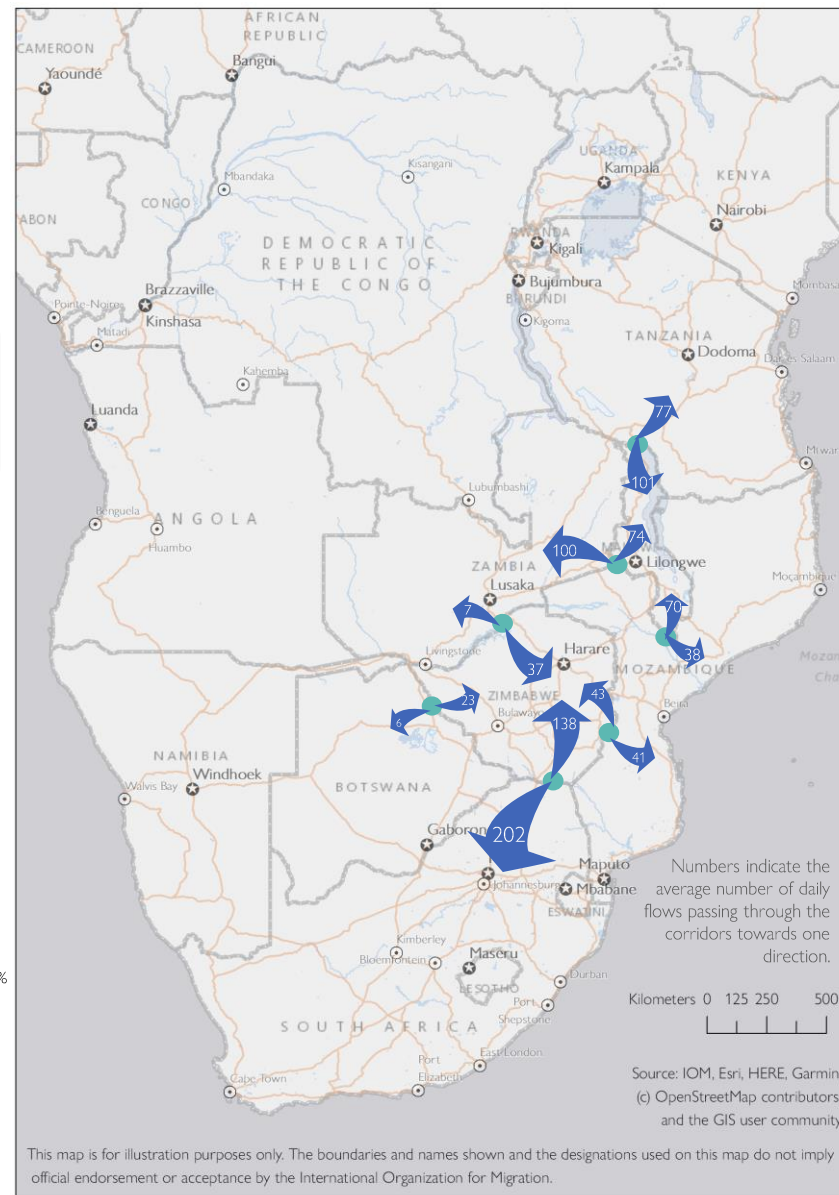 AFRICAN
REPUBLIC
CAMEROON
Yaoundé
Bangui
UGANDA
Kampala
KENYA
Kisangani
Mbandaka
CONGO
ABON
Nairobi
RWANDA
Kigali
DEMOCRATIC
REPUBLIC OF
THE CONGO
Bujumbura
BURUNDI
Mombasa
Brazzaville
Pointe-Noire
Kinshasa
Kigoma
Matadi
TANZANIA
Dodoma
Dar es Salaam
Kahemba
77
Luanda
Mtwar
101
Lubumbashi
Benguela
ANGOLA
Huambo
74
100
Lilongwe
ZAMBIA
Lusaka
Moçambique
7
70
37
Livingstone
Harare
38
MOZAMBIQUE
Mozam
Cha
23
ZIMBABWE
43
6
Bulawayo
138
Beira
41
NAMIBIA
Windhoek
Walvis Bay
BOTSWANA
Gaboron
202
Johannesburg
Maputo
Mbabane
ESWATINI
Numbers indicate the
average number of daily
flows passing through the
corridors towards one
direction.
Kimberley
Bloemfontein
Maseru
LESOTHO
Durban
%
Port
Shepstone
Kilometers 0 125 250 500
SOUTH AFRICA
East London
Port
Elizabeth
Cape Town
Source: IOM, Esri, HERE, Garmin
(c) OpenStreetMap contributors
and the GIS user community
This map is for illustration purposes only. The boundaries and names shown and the designations used on this map do not imply
official endorsement or acceptance by the International Organization for Migration.